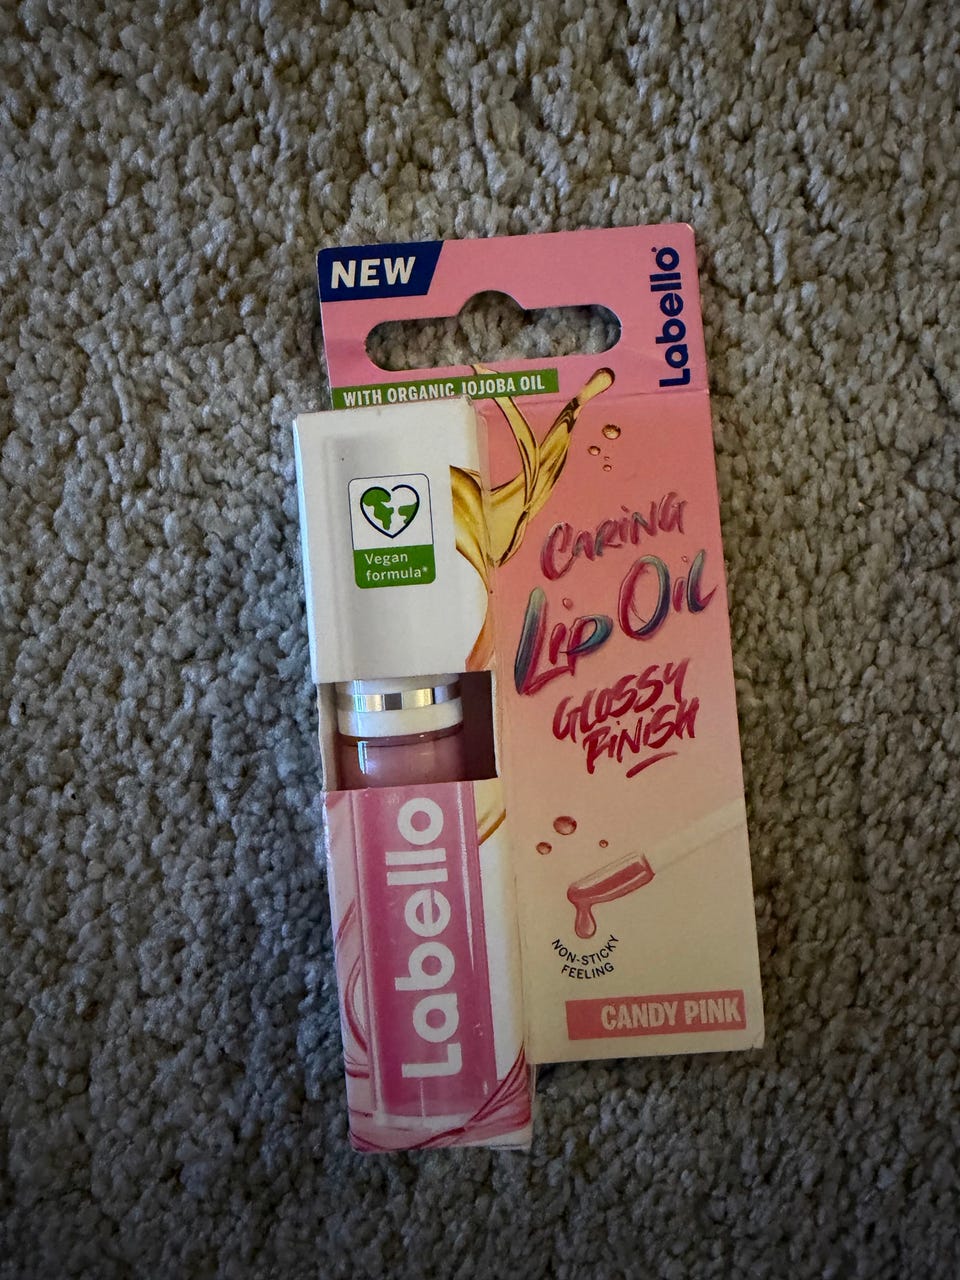 NEW
Labello
WITH ORGANIC JOJOBA OIL
Vegan
formula*
CARING
LIP OIL
GLOSSY
FINISH
Labello
NON-STICKY
FEELING
CANDY PINK